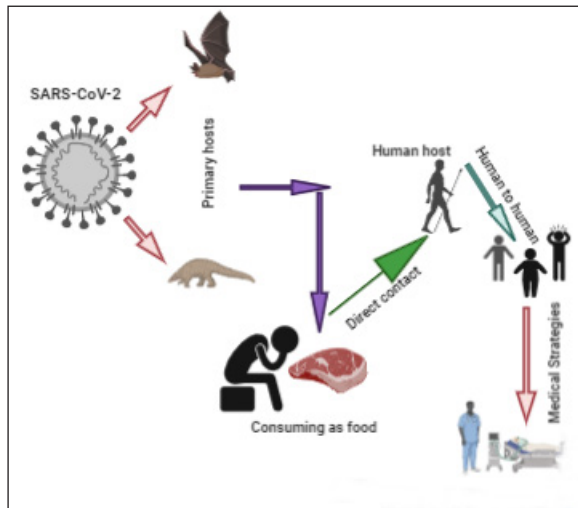 SARS-CoV-2
Primary hosts
Human host
Human to human
Direct contact
Consuming as food
Medical Strategies